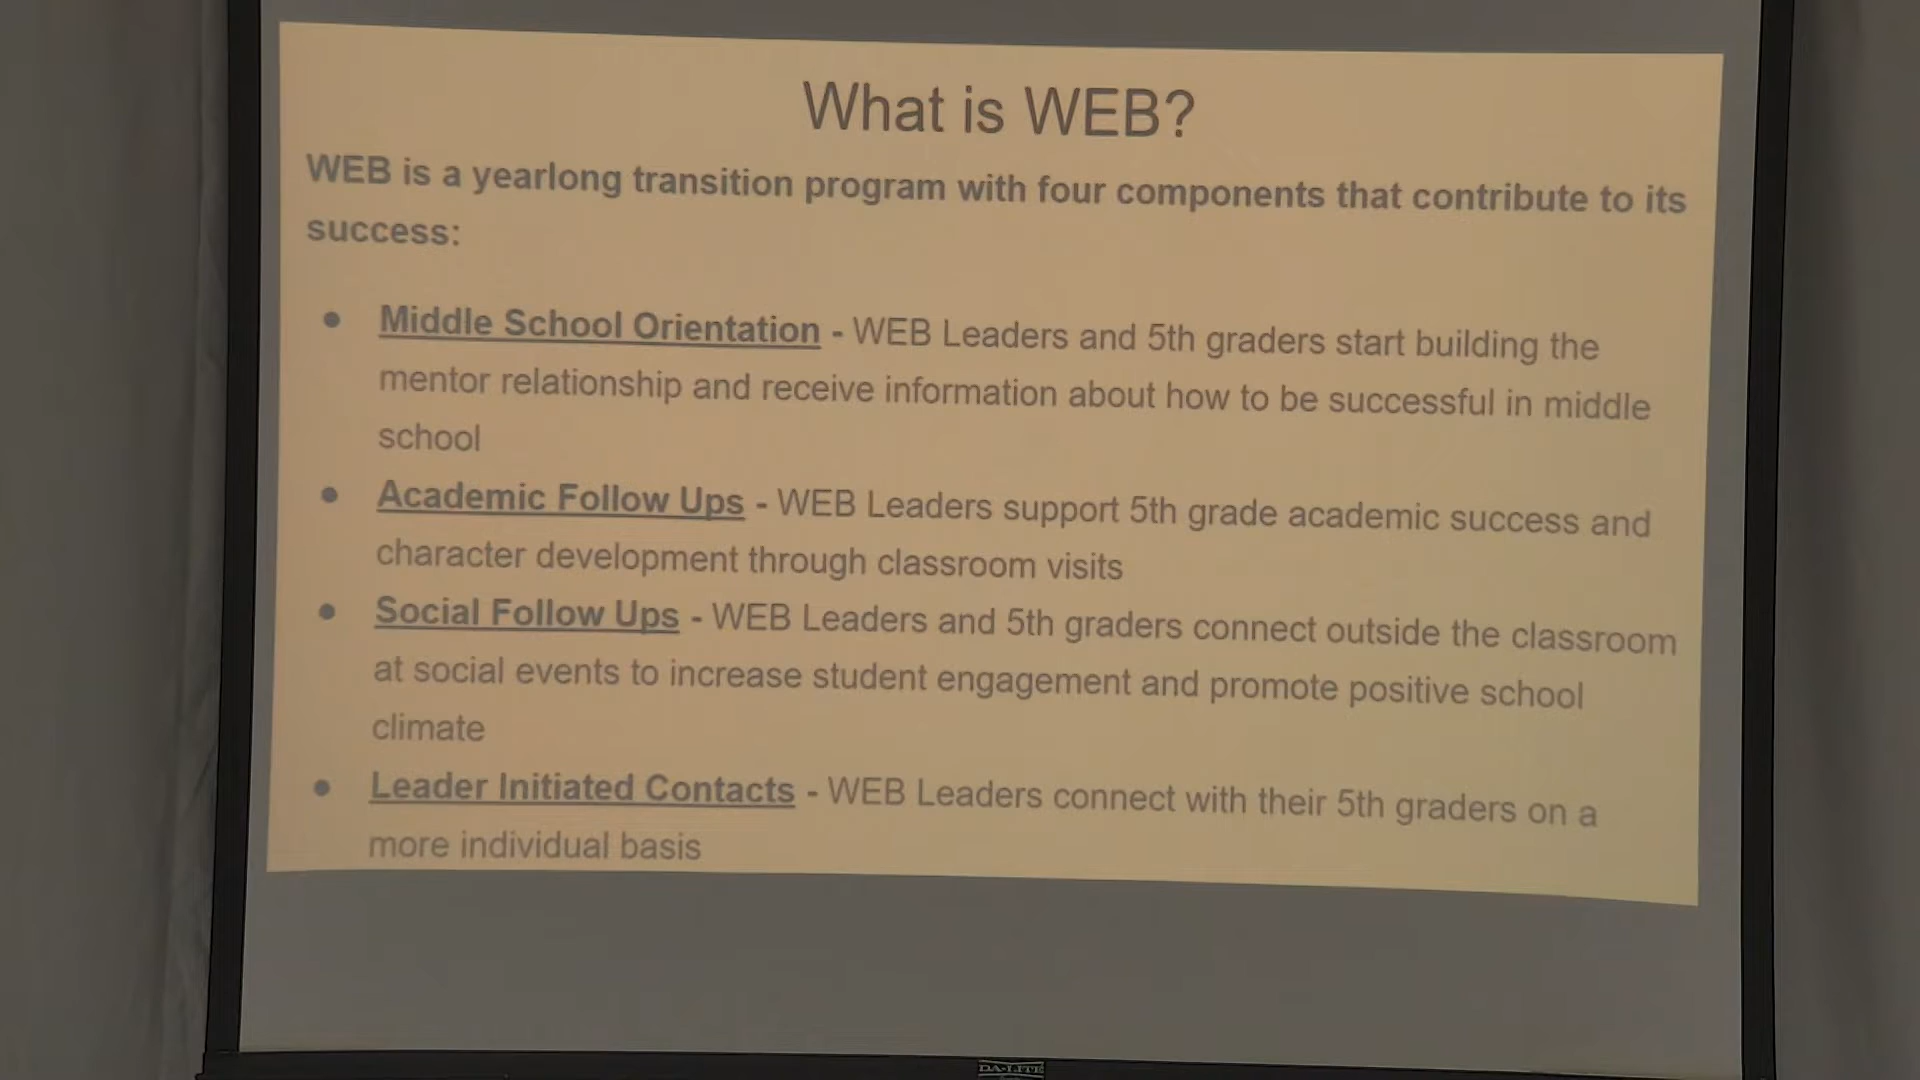 What is WEB?
WEB is a yearlong transition program with four components that contribute to its
success:
● Middle School Orientation - WEB Leaders and 5th graders start building the
mentor relationship and receive information about how to be successful in middle
school
● Academic Follow Ups - WEB Leaders support 5th grade academic success and
character development through classroom visits
● Social Follow Ups - WEB Leaders and 5th graders connect outside the classroom
at social events to increase student engagement and promote positive school
climate
● Leader Initiated Contacts - WEB Leaders connect with their 5th graders on a
more individual basis
DA-LITE